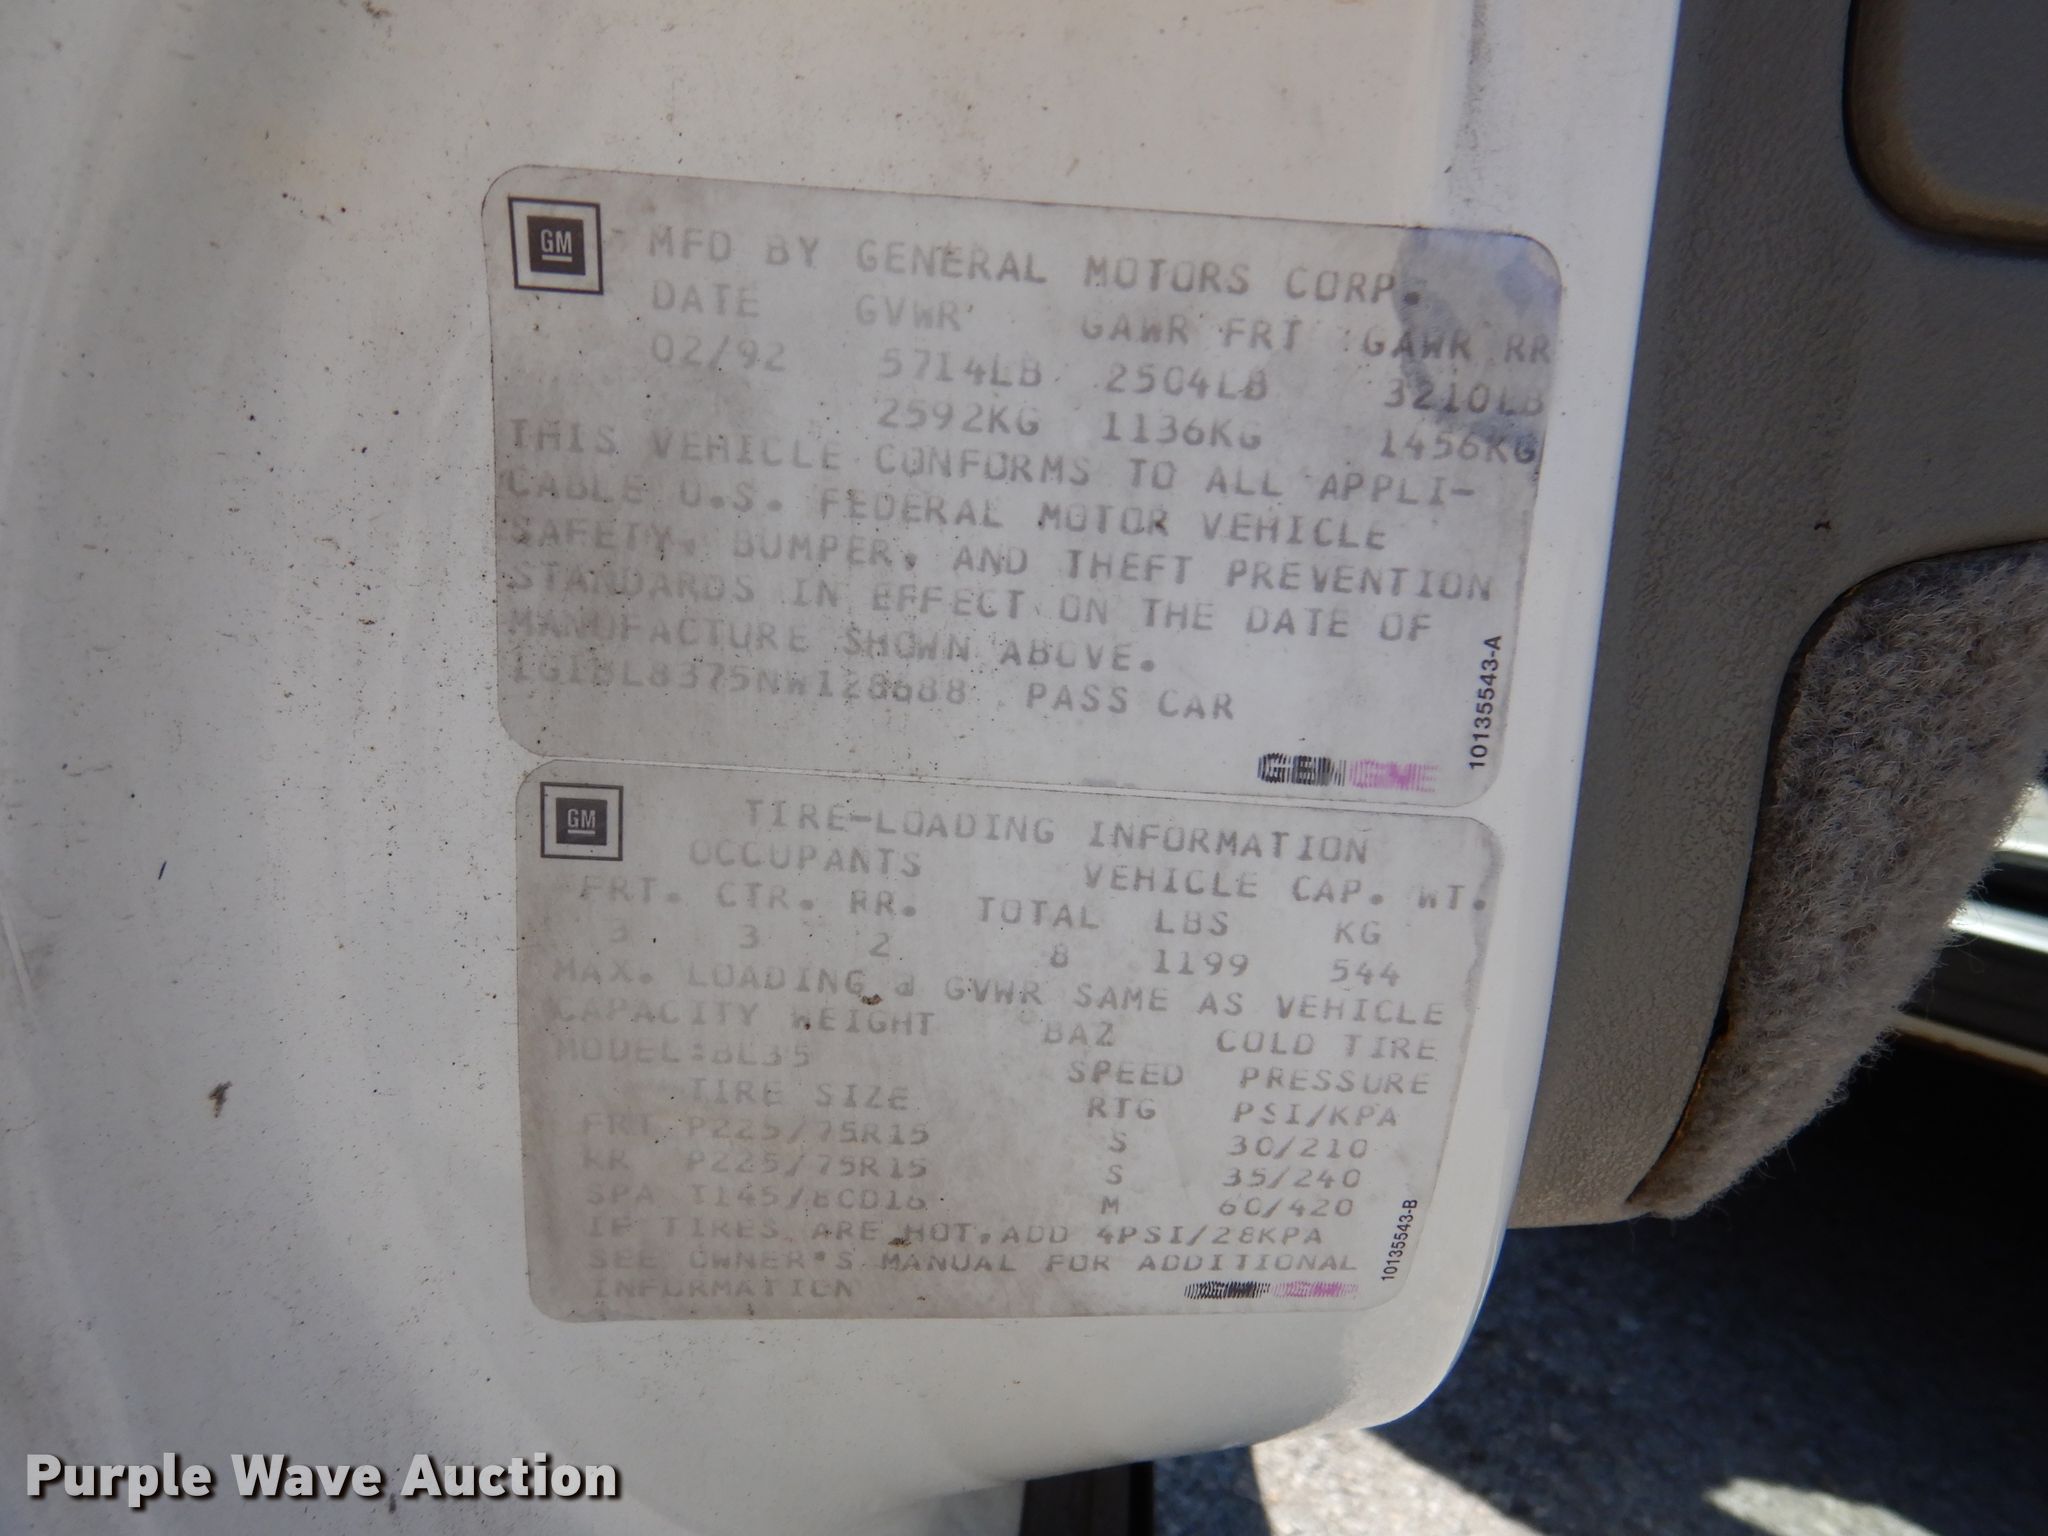 GM MFD BY GENERAL MOTORS CORP.
DATE GVWR GAWR FRT GAWR RR
02/92 5714LB 2504LB 3210LB
2592KG 1136KG 1456KG
THIS VEHICLE CONFORMS TO ALL APPLI-
CABLE U.S. FEDERAL MOTOR VEHICLE
SAFETY, BUMPER, AND THEFT PREVENTION
STANDARDS IN EFFECT ON THE DATE OF
MANUFACTURE SHOWN ABOVE.
1G1BL8375NW128688 PASS CAR
10135543-A
GM TIRE-LOADING INFORMATION
OCCUPANTS VEHICLE CAP. WT.
FRT. CTR. RR. TOTAL LBS KG
3 3 2 8 1199 544
MAX. LOADING @ GVWR SAME AS VEHICLE
CAPACITY WEIGHT BAZ COLD TIRE
MODEL:BL35 SPEED PRESSURE
TIRE SIZE RTG PSI/KPA
FRT P225/75R15 S 30/210
RR P225/75R15 S 35/240
SPA M 60/420
IF TIRES ARE HOT,ADD 4PSI/28KPA
SEE OWNER'S MANUAL FOR ADDITIONAL
INFORMATION
10135543-B
Purple Wave Auction